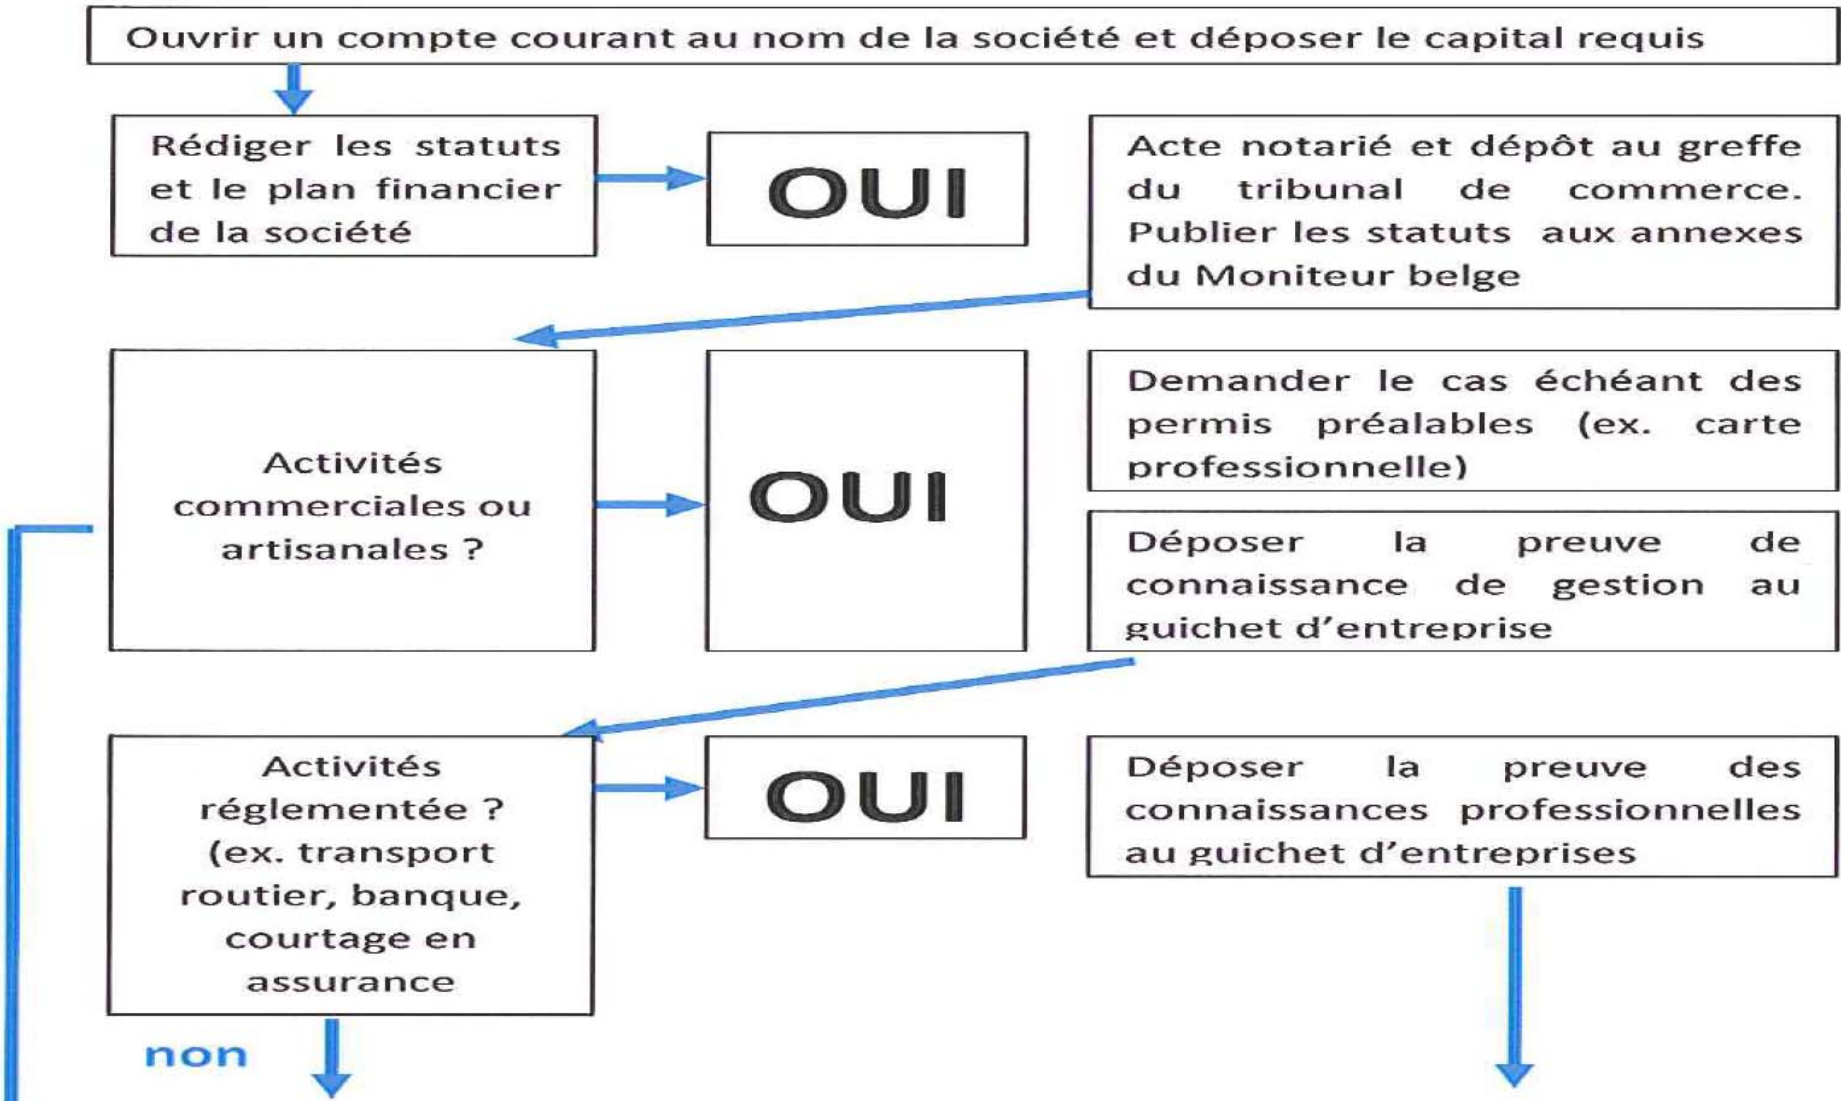 Ouvrir un compte courant au nom de la société et déposer le capital requis
Rédiger les statuts
et le plan financier
de la société
OUI
Acte notarié et dépôt au greffe
du tribunal de commerce.
Publier les statuts aux annexes
du Moniteur belge
Activités
commerciales ou
artisanales ?
OUI
Demander le cas échéant des
permis préalables (ex. carte
professionnelle)
Déposer la preuve de
connaissance de gestion au
guichet d’entreprise
Activités
réglementée ?
(ex. transport
routier, banque,
courtage en
assurance
OUI
Déposer la preuve des
connaissances professionnelles
au guichet d’entreprises
non